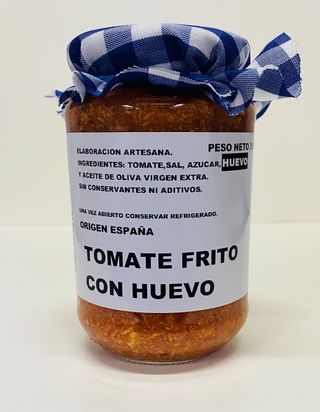 ELABORACION ARTESANA.
PESO NETO
INGREDIENTES: TOMATE,SAL, AZUCAR, HUEVO
Y ACEITE DE OLIVA VIRGEN EXTRA.
SIN CONSERVANTES NI ADITIVOS.
UNA VEZ ABIERTO CONSERVAR REFRIGERADO.
ORIGEN ESPAÑA
TOMATE FRITO
CON HUEVO